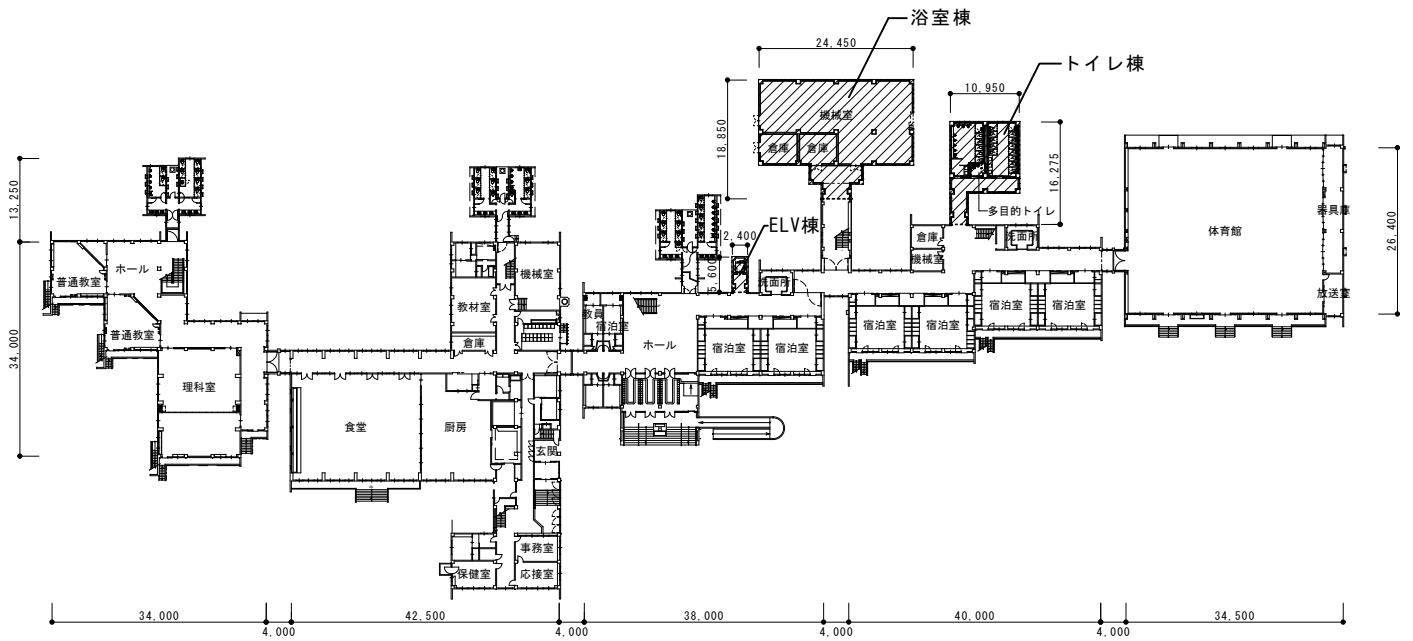 浴室棟
24,450
トイレ棟
10,950
機械室
倉庫
倉庫
18,850
16,275
多目的トイレ
13,250
ELV棟
2,400
5,600
洗面所
倉庫
機械室
洗面所
体育館
器具庫
放送室
26,400
普通教室
ホール
普通教室
理科室
34,000
機械室
教材室
倉庫
教員
宿泊室
ホール
宿泊室
宿泊室
宿泊室
宿泊室
宿泊室
宿泊室
食堂
厨房
玄関
事務室
保健室
応接室
34,000
4,000
42,500
4,000
38,000
4,000
40,000
4,000
34,500